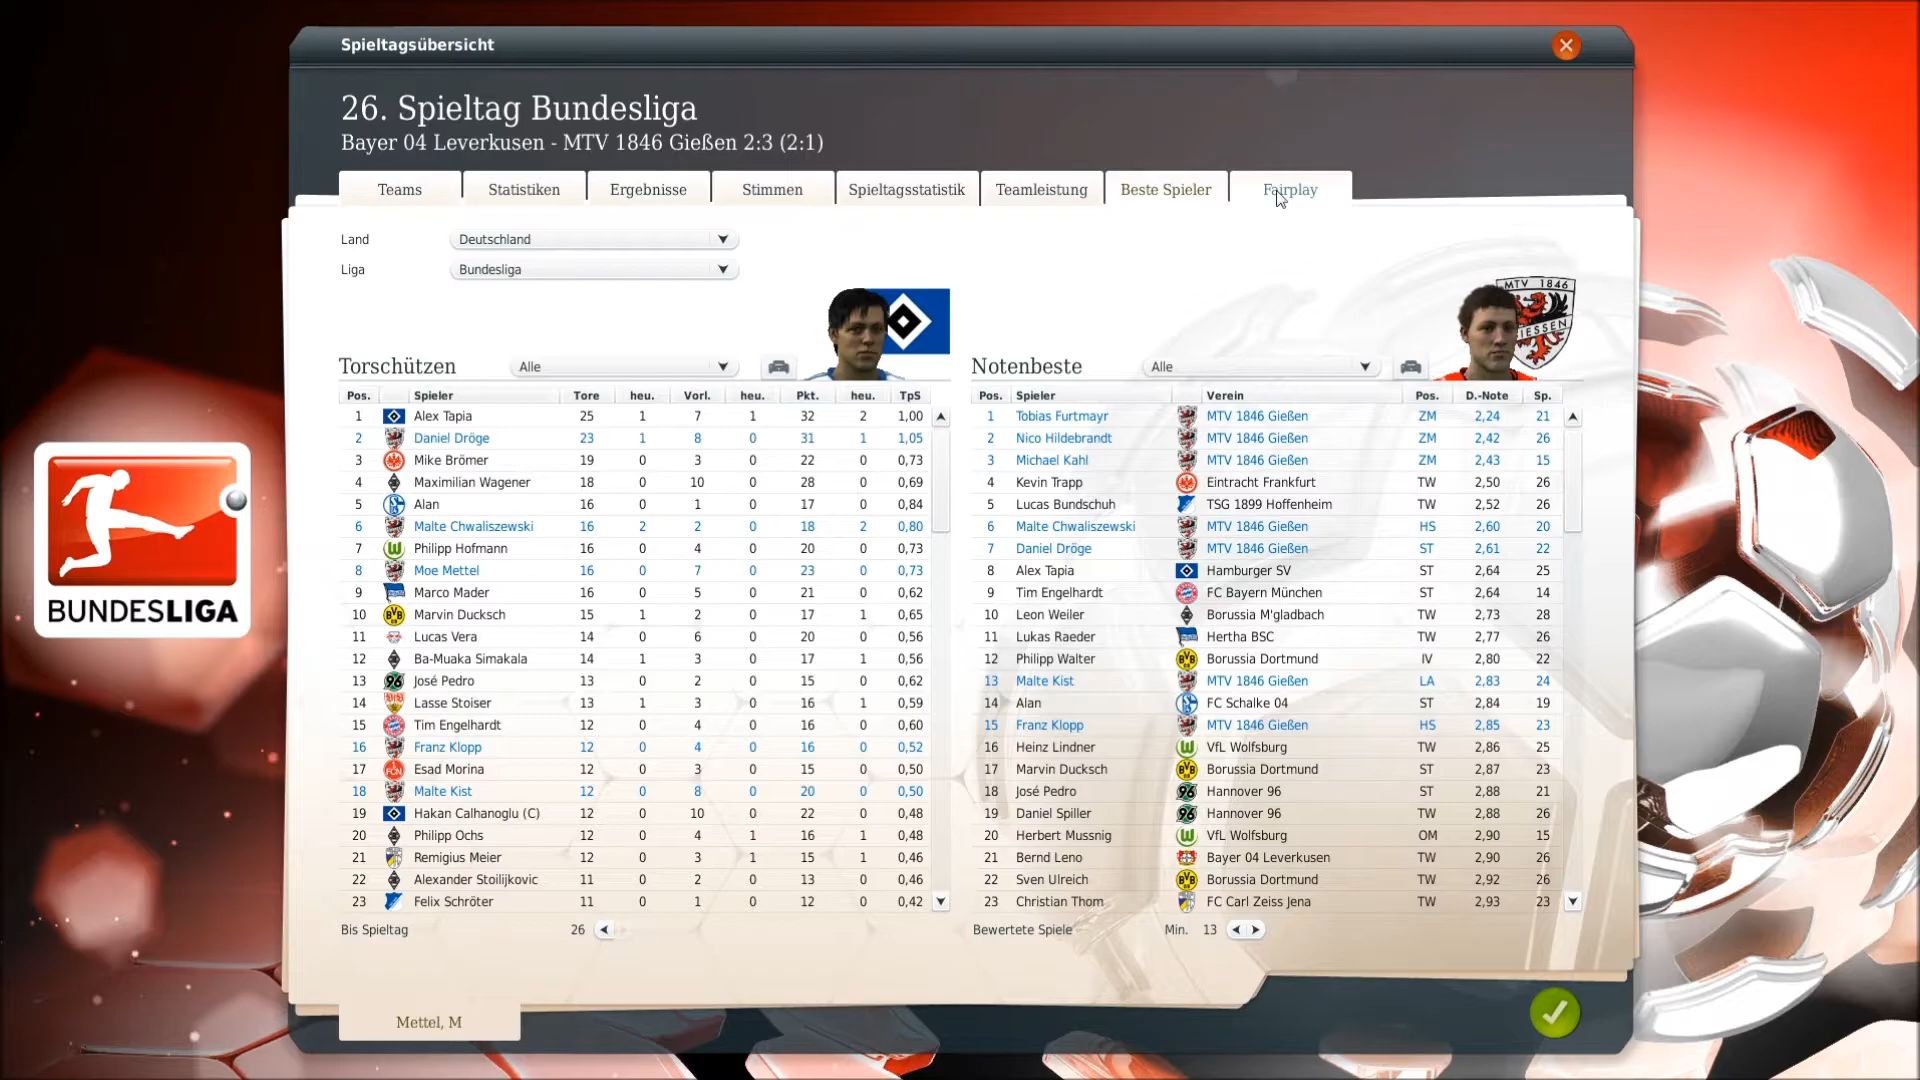 Spieltagsübersicht
26. Spieltag Bundesliga
Bayer 04 Leverkusen - MTV 1846 Gießen 2:3 (2:1)
Teams Statistiken Ergebnisse Stimmen Spieltagsstatistik Teamleistung Beste Spieler Fairplay
Land Deutschland
Liga Bundesliga
MTV 1846
GIESSEN
BUNDESLIGA
Torschützen Alle
Pos. Spieler Tore heu. Vorl. heu. Pkt. heu. TpS
1 Alex Tapia 25 1 7 1 32 2 1,00
2 Daniel Dröge 23 1 8 0 31 1 1,05
3 Mike Brömer 19 0 3 0 22 0 0,73
4 Maximilian Wagener 18 0 10 0 28 0 0,69
5 Alan 16 0 1 0 17 0 0,84
6 Malte Chwaliszewski 16 2 2 0 18 2 0,80
7 Philipp Hofmann 16 0 4 0 20 0 0,73
8 Moe Mettel 16 0 7 0 23 0 0,73
9 Marco Mader 16 0 5 0 21 0 0,62
10 Marvin Ducksch 15 1 2 0 17 1 0,65
11 Lucas Vera 14 0 6 0 20 0 0,56
12 Ba-Muaka Simakala 14 1 3 0 17 1 0,56
13 José Pedro 13 0 2 0 15 0 0,62
14 Lasse Stoiser 13 1 3 0 16 1 0,59
15 Tim Engelhardt 12 0 4 0 16 0 0,60
16 Franz Klopp 12 0 4 0 16 0 0,52
17 Esad Morina 12 0 3 0 15 0 0,50
18 Malte Kist 12 0 8 0 20 0 0,50
19 Hakan Calhanoglu (C) 12 0 10 0 22 0 0,48
20 Philipp Ochs 12 0 4 1 16 1 0,48
21 Remigius Meier 12 0 3 1 15 1 0,46
22 Alexander Stoilijkovic 11 0 2 0 13 0 0,46
23 Felix Schröter 11 0 1 0 12 0 0,42
Bis Spieltag 26
Notenbeste Alle
Pos. Spieler Verein Pos. D.-Note Sp.
1 Tobias Furtmayr MTV 1846 Gießen ZM 2,24 21
2 Nico Hildebrandt MTV 1846 Gießen ZM 2,42 26
3 Michael Kahl MTV 1846 Gießen ZM 2,43 15
4 Kevin Trapp Eintracht Frankfurt TW 2,50 26
5 Lucas Bundschuh TSG 1899 Hoffenheim TW 2,52 26
6 Malte Chwaliszewski MTV 1846 Gießen HS 2,60 20
7 Daniel Dröge MTV 1846 Gießen ST 2,61 22
8 Alex Tapia Hamburger SV ST 2,64 25
9 Tim Engelhardt FC Bayern München ST 2,64 14
10 Leon Weiler Borussia M'gladbach TW 2,73 28
11 Lukas Raeder Hertha BSC TW 2,77 26
12 Philipp Walter Borussia Dortmund IV 2,80 22
13 Malte Kist MTV 1846 Gießen LA 2,83 24
14 Alan FC Schalke 04 ST 2,84 19
15 Franz Klopp MTV 1846 Gießen HS 2,85 23
16 Heinz Lindner VfL Wolfsburg TW 2,86 25
17 Marvin Ducksch Borussia Dortmund ST 2,87 23
18 José Pedro Hannover 96 ST 2,88 21
19 Daniel Spiller Hannover 96 TW 2,88 26
20 Herbert Mussnig VfL Wolfsburg OM 2,90 15
21 Bernd Leno Bayer 04 Leverkusen TW 2,90 26
22 Sven Ulreich Borussia Dortmund TW 2,92 26
23 Christian Thom FC Carl Zeiss Jena TW 2,93 23
Bewertete Spiele Min. 13
Mettel, M